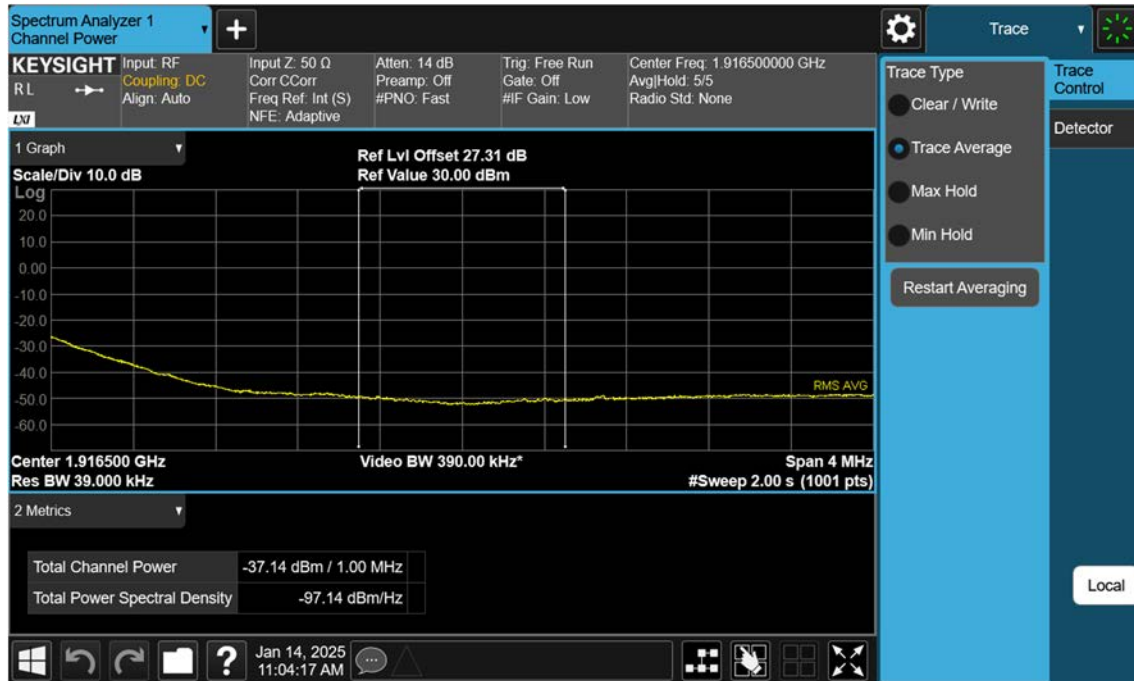 Spectrum Analyzer 1
Channel Power
+
Trace
KEYSIGHT
R L
LXI
Input: RF
Coupling: DC
Align: Auto
Input Z: 50 Ω
Corr CCorr
Freq Ref: Int (S)
NFE: Adaptive
Atten: 14 dB
Preamp: Off
#PNO: Fast
Trig: Free Run
Gate: Off
#IF Gain: Low
Center Freq: 1.916500000 GHz
Avg|Hold: 5/5
Radio Std: None
Trace Type
Clear / Write
Trace Average
Max Hold
Min Hold
Restart Averaging
Trace
Control
Detector
Local
1 Graph
Scale/Div 10.0 dB
Ref Lvl Offset 27.31 dB
Ref Value 30.00 dBm
Log
20.0
10.0
0.00
-10.0
-20.0
-30.0
-40.0
-50.0
-60.0
RMS AVG
Center 1.916500 GHz
Res BW 39.000 kHz
Video BW 390.00 kHz*
Span 4 MHz
#Sweep 2.00 s (1001 pts)
2 Metrics
Total Channel Power -37.14 dBm / 1.00 MHz
Total Power Spectral Density -97.14 dBm/Hz
?
Jan 14, 2025
11:04:17 AM